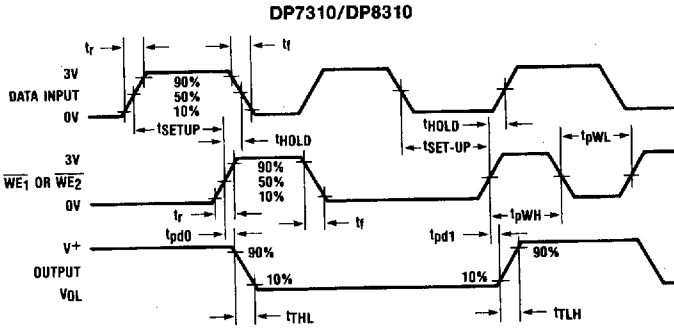 DP7310/DP8310
tr
tf
3V
DATA INPUT
0V
90%
50%
10%
tSETUP
tHOLD
tHOLD
tSET-UP
tpWL
3V
WE1 OR WE2
0V
90%
50%
10%
tr
tf
tpWH
tpd0
tpd1
V+
OUTPUT
VOL
90%
10%
10%
90%
tTHL
tTLH